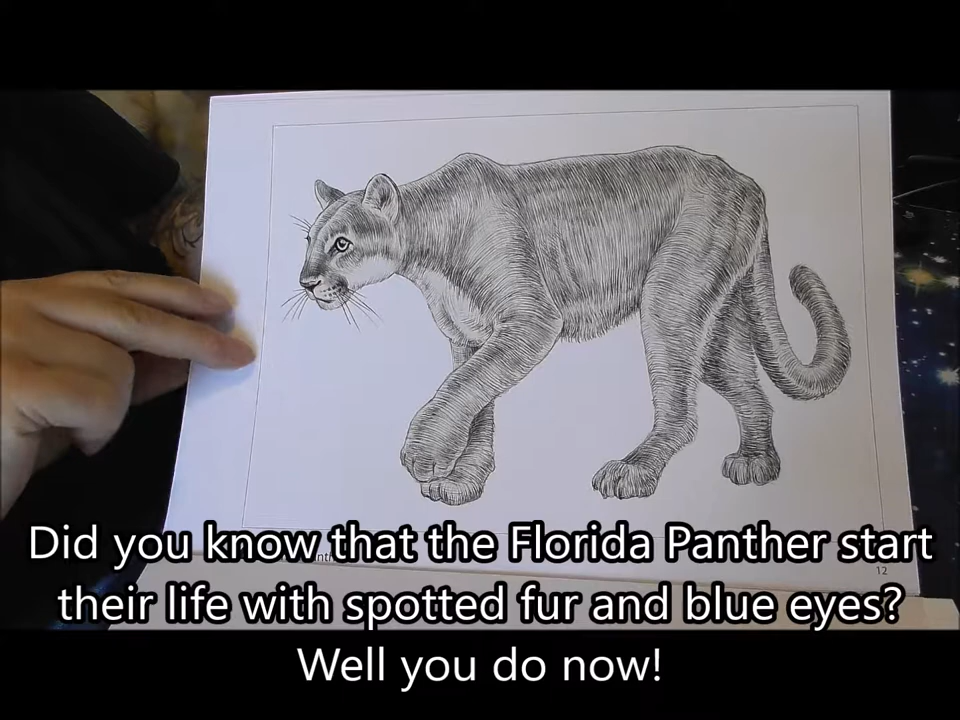 Did you know that the Florida Panther start
their life with spotted fur and blue eyes?
12
Well you do now!